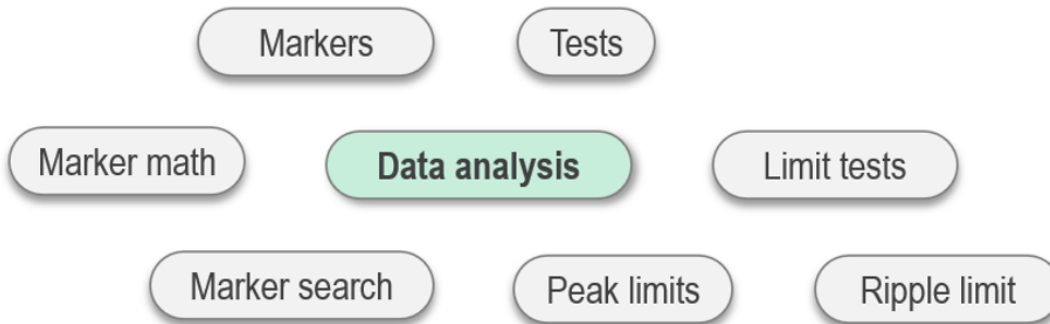 Markers
Tests
Marker math
Data analysis
Limit tests
Marker search
Peak limits
Ripple limit